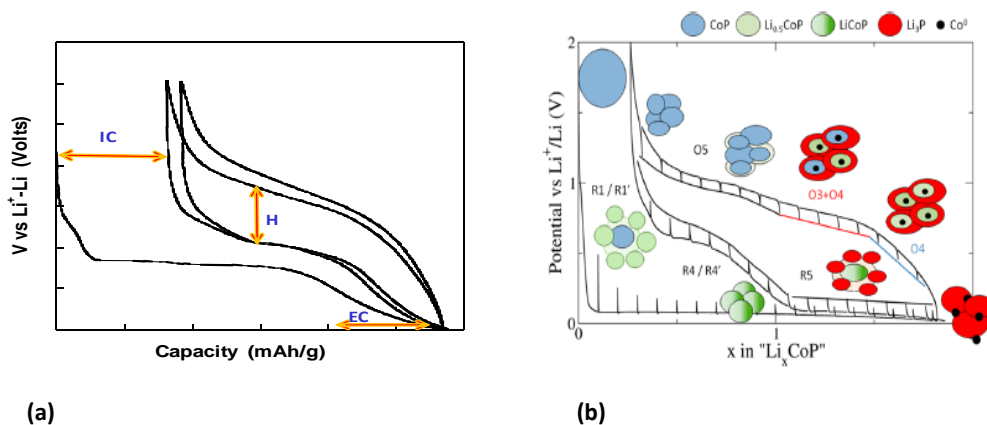 CoP Li0.5CoP LiCoP Li3P Co⁰
V vs Li⁺-Li (Volts)
IC
H
EC
Capacity (mAh/g)
(a)
Potential vs Li⁺/Li (V)
2
1
0
O5
R1 / R1'
O3+O4
O4
R4 / R4'
R5
0
1
x in "LixCoP"
(b)